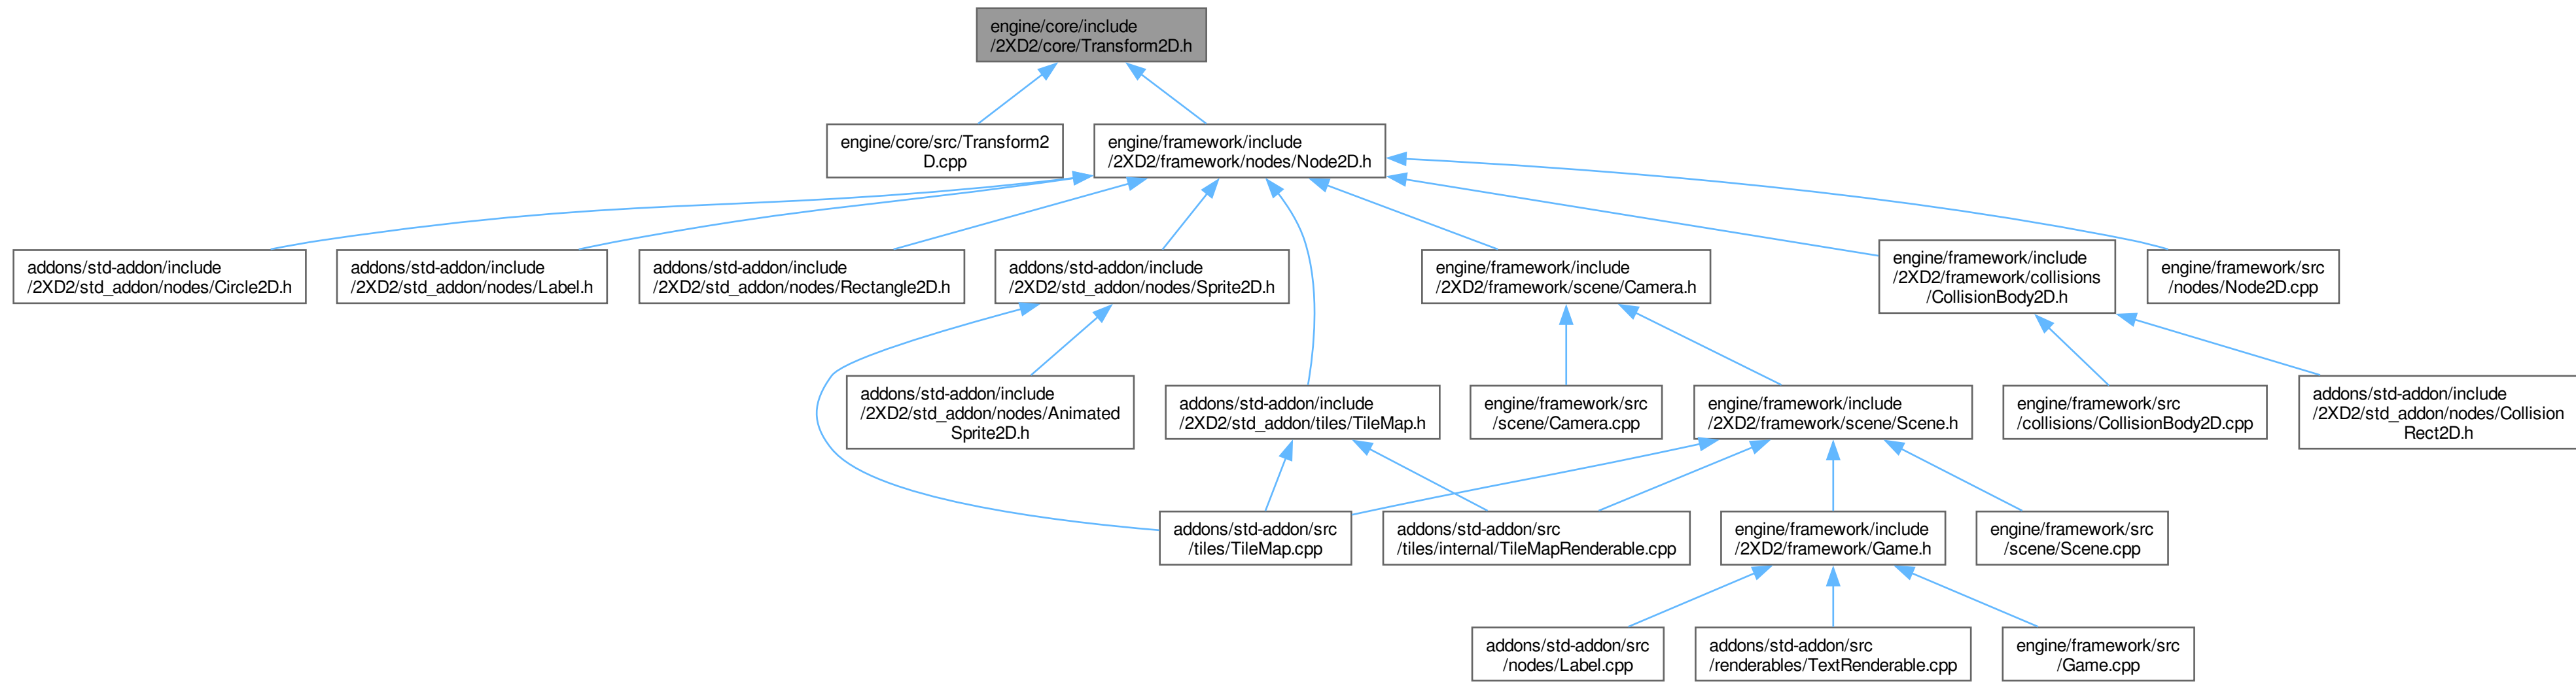 engine/core/include
/2XD2/core/Transform2D.h
engine/core/src/Transform2
D.cpp
engine/framework/include
/2XD2/framework/nodes/Node2D.h
addons/std-addon/include
/2XD2/std_addon/nodes/Circle2D.h
addons/std-addon/include
/2XD2/std_addon/nodes/Label.h
addons/std-addon/include
/2XD2/std_addon/nodes/Rectangle2D.h
addons/std-addon/include
/2XD2/std_addon/nodes/Sprite2D.h
engine/framework/include
/2XD2/framework/scene/Camera.h
engine/framework/include
/2XD2/framework/collisions
/CollisionBody2D.h
engine/framework/src
/nodes/Node2D.cpp
addons/std-addon/include
/2XD2/std_addon/nodes/Animated
Sprite2D.h
addons/std-addon/include
/2XD2/std_addon/tiles/TileMap.h
engine/framework/src
/scene/Camera.cpp
engine/framework/include
/2XD2/framework/scene/Scene.h
engine/framework/src
/collisions/CollisionBody2D.cpp
addons/std-addon/include
/2XD2/std_addon/nodes/Collision
Rect2D.h
addons/std-addon/src
/tiles/TileMap.cpp
addons/std-addon/src
/tiles/internal/TileMapRenderable.cpp
engine/framework/include
/2XD2/framework/Game.h
engine/framework/src
/scene/Scene.cpp
addons/std-addon/src
/nodes/Label.cpp
addons/std-addon/src
/renderables/TextRenderable.cpp
engine/framework/src
/Game.cpp